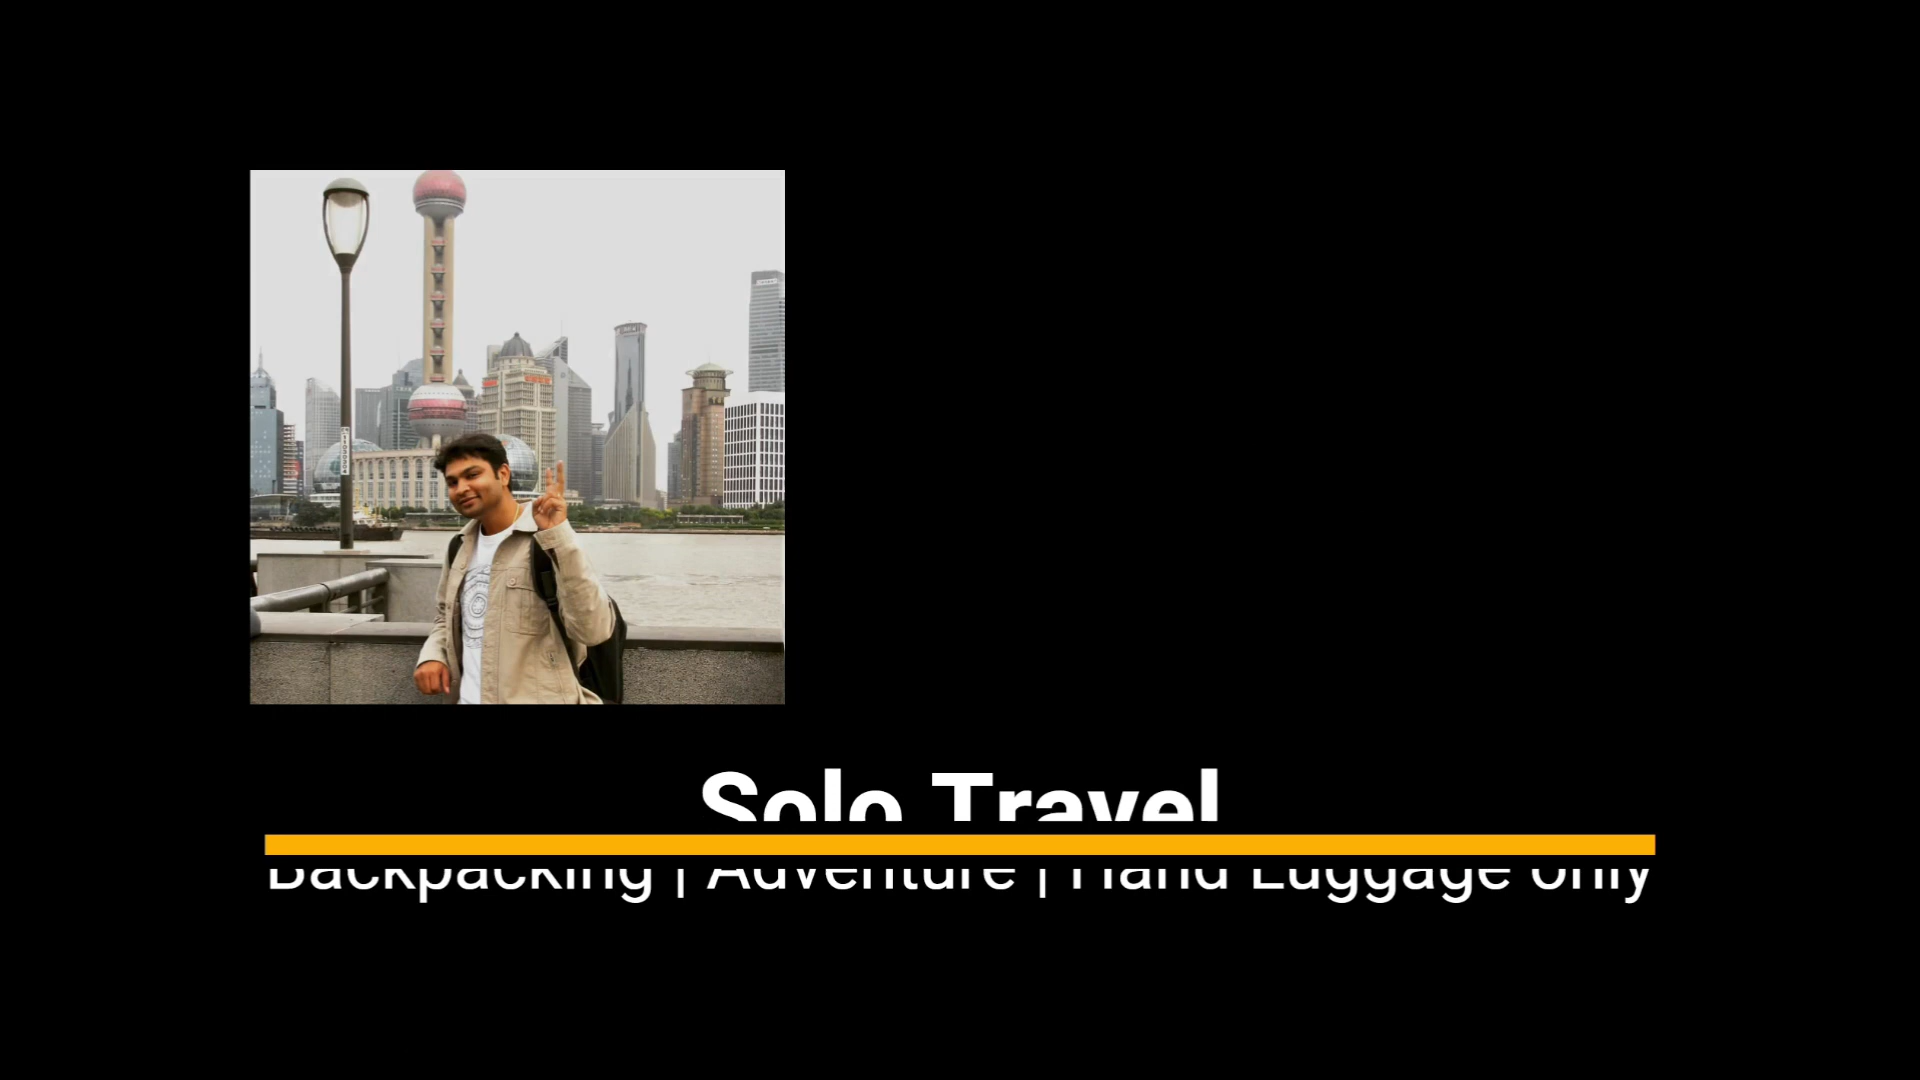 Solo Travel
Backpacking | Adventure | Hand Luggage only